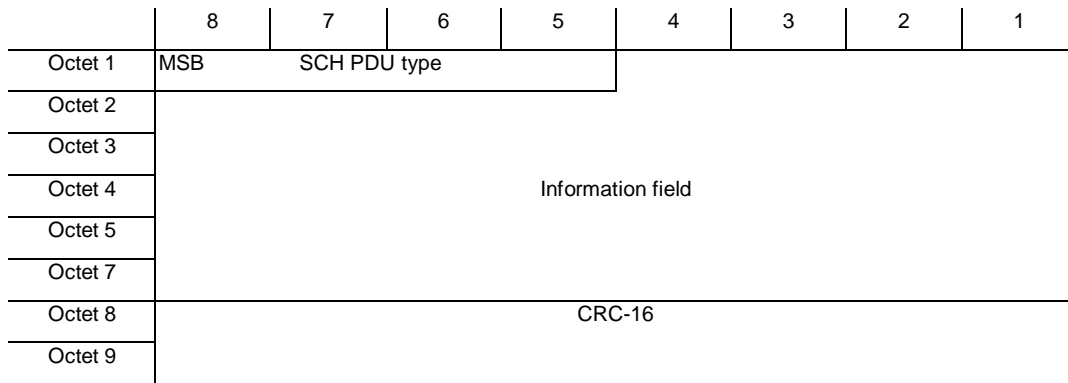 8 7 6 5 4 3 2 1
Octet 1 MSB SCH PDU type
Octet 2
Octet 3
Octet 4 Information field
Octet 5
Octet 7
Octet 8 CRC-16
Octet 9